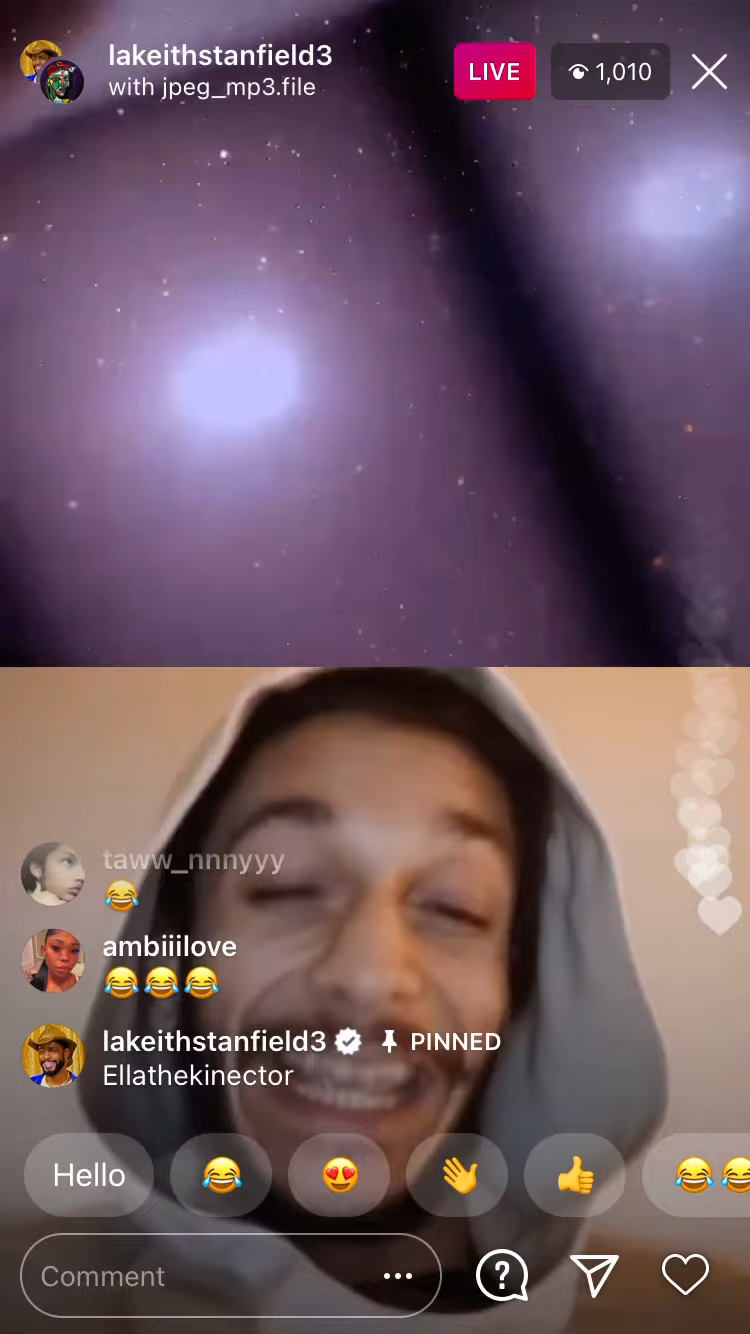 lakeithstanfield3
with jpeg_mp3.file
LIVE
1,010
taww_nnnyyy
😂
ambiiilove
😂😂😂
lakeithstanfield3 PINNED
Ellathekinector
Hello 😂 😍 👋 👍 😂😂
Comment